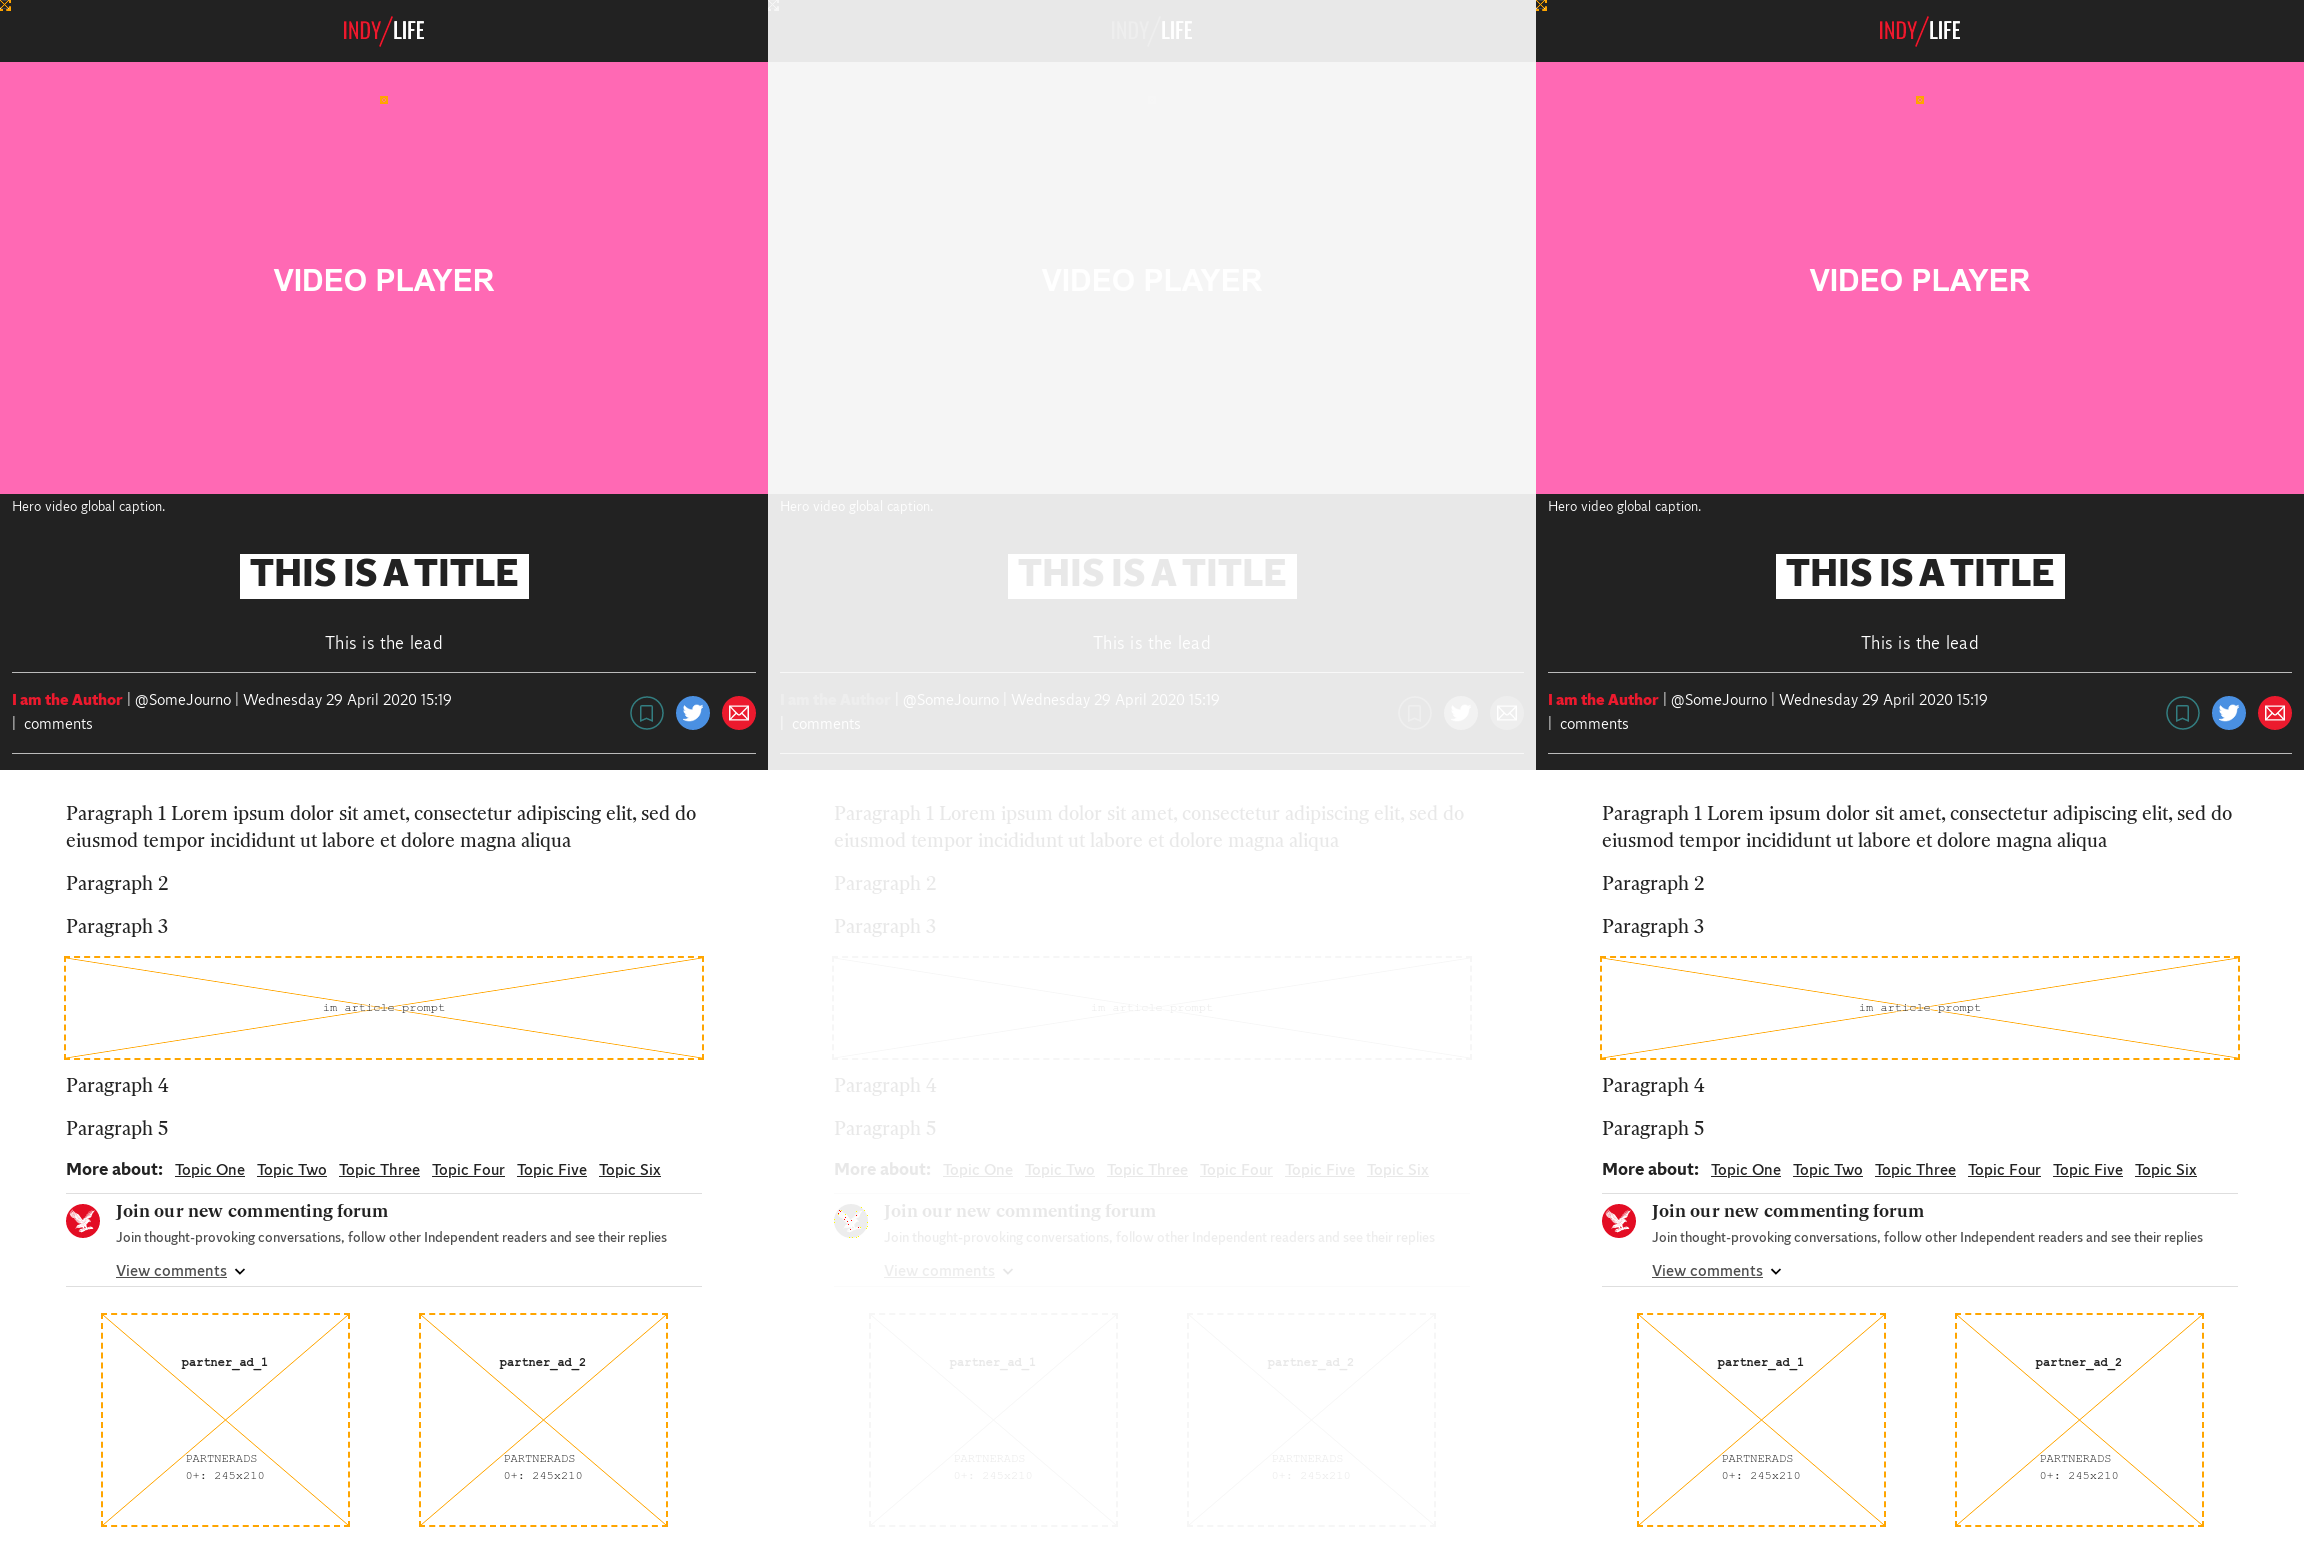 INDY/LIFE
VIDEO PLAYER
Hero video global caption.
THIS IS A TITLE
This is the lead
I am the Author | @SomeJourno | Wednesday 29 April 2020 15:19
| comments
Paragraph 1 Lorem ipsum dolor sit amet, consectetur adipiscing elit, sed do
eiusmod tempor incididunt ut labore et dolore magna aliqua
Paragraph 2
Paragraph 3
im article prompt
Paragraph 4
Paragraph 5
More about: Topic One Topic Two Topic Three Topic Four Topic Five Topic Six
Join our new commenting forum
Join thought-provoking conversations, follow other Independent readers and see their replies
View comments
partner_ad_1 partner_ad_2
PARTNERADS PARTNERADS
0+: 245x210 0+: 245x210
INDY/LIFE
VIDEO PLAYER
Hero video global caption.
THIS IS A TITLE
This is the lead
I am the Author | @SomeJourno | Wednesday 29 April 2020 15:19
| comments
Paragraph 1 Lorem ipsum dolor sit amet, consectetur adipiscing elit, sed do
eiusmod tempor incididunt ut labore et dolore magna aliqua
Paragraph 2
Paragraph 3
im article prompt
Paragraph 4
Paragraph 5
More about: Topic One Topic Two Topic Three Topic Four Topic Five Topic Six
Join our new commenting forum
Join thought-provoking conversations, follow other Independent readers and see their replies
View comments
partner_ad_1 partner_ad_2
PARTNERADS PARTNERADS
0+: 245x210 0+: 245x210
INDY/LIFE
VIDEO PLAYER
Hero video global caption.
THIS IS A TITLE
This is the lead
I am the Author | @SomeJourno | Wednesday 29 April 2020 15:19
| comments
Paragraph 1 Lorem ipsum dolor sit amet, consectetur adipiscing elit, sed do
eiusmod tempor incididunt ut labore et dolore magna aliqua
Paragraph 2
Paragraph 3
im article prompt
Paragraph 4
Paragraph 5
More about: Topic One Topic Two Topic Three Topic Four Topic Five Topic Six
Join our new commenting forum
Join thought-provoking conversations, follow other Independent readers and see their replies
View comments
partner_ad_1 partner_ad_2
PARTNERADS PARTNERADS
0+: 245x210 0+: 245x210